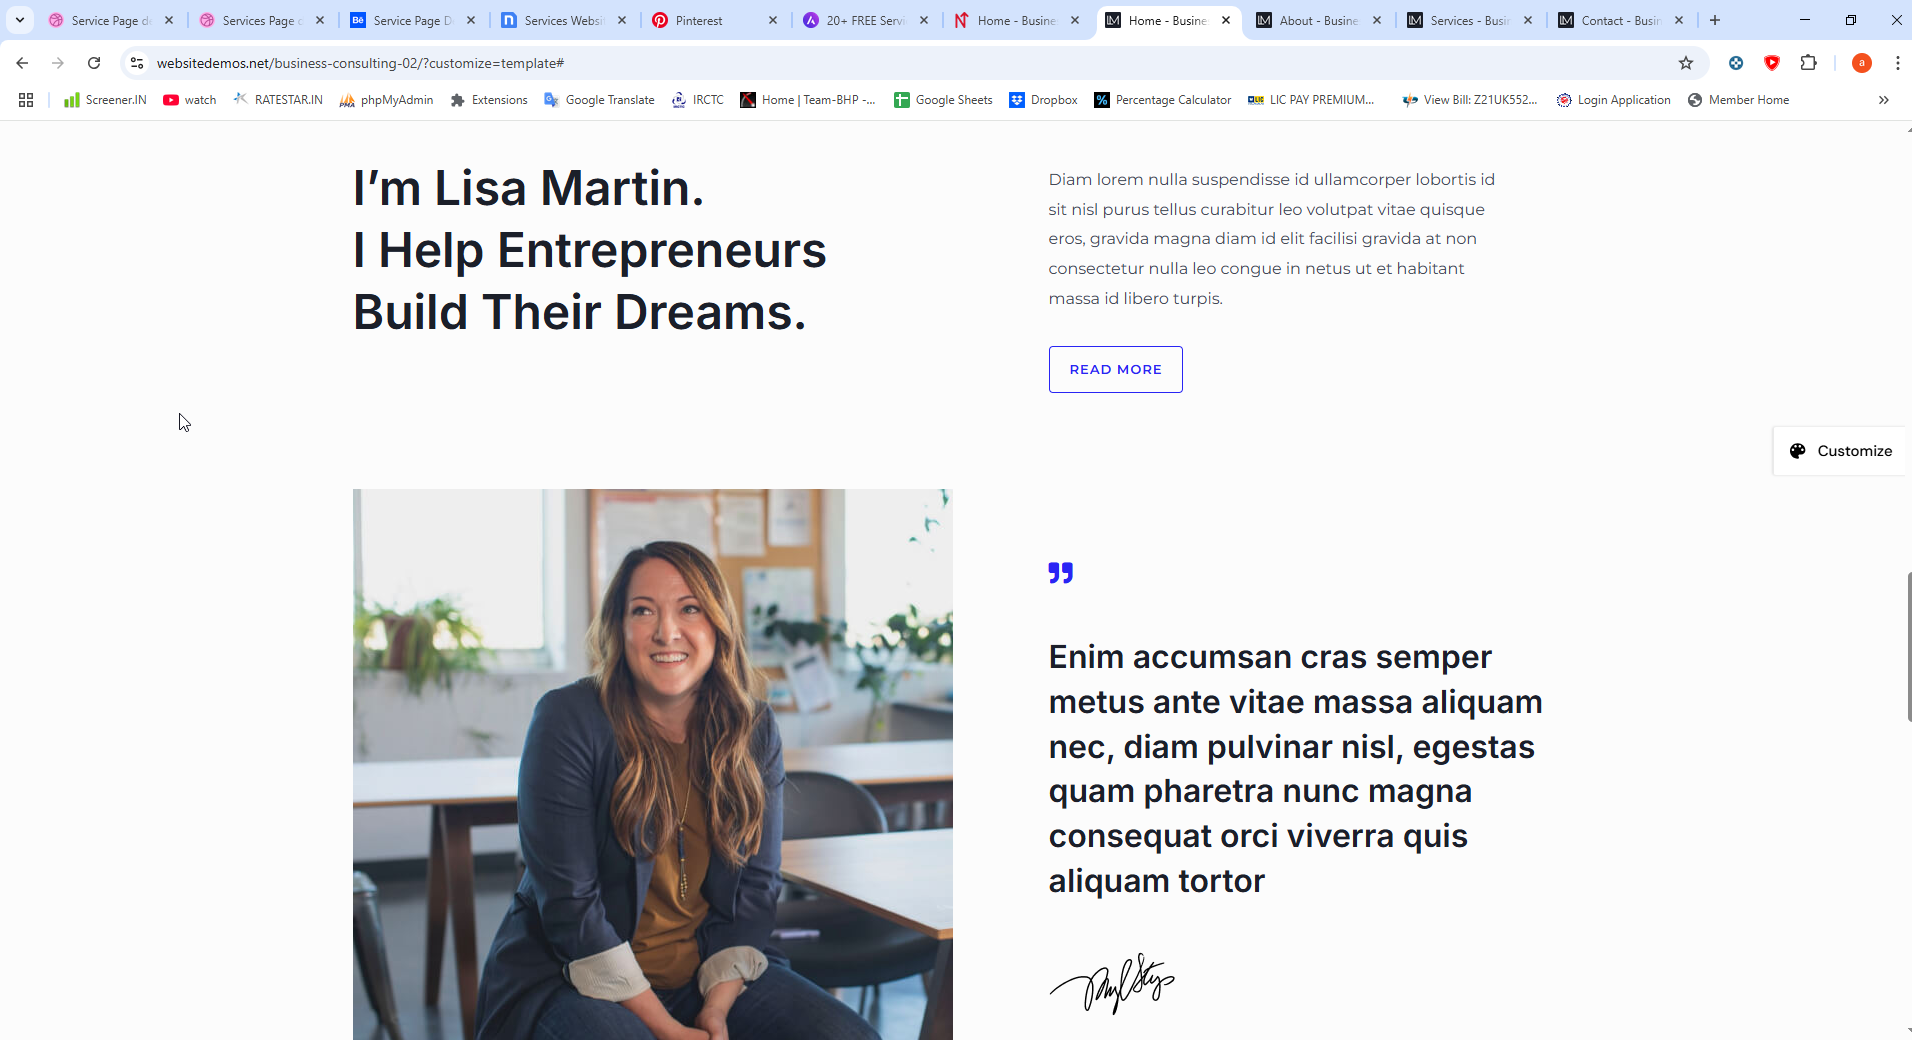 Service Page de
Services Page d
Service Page D
Services Websi
Pinterest
20+ FREE Servi
Home - Busine
Home - Busine
About - Busine
Services - Busi
Contact - Busin
websitedemos.net/business-consulting-02/?customize=template#
a
Screener.IN
watch
RATESTAR.IN
phpMyAdmin
Extensions
Google Translate
IRCTC
Home | Team-BHP -...
Google Sheets
Dropbox
Percentage Calculator
LIC PAY PREMIUM...
View Bill: Z21UK552...
Login Application
Member Home
I’m Lisa Martin.
I Help Entrepreneurs
Build Their Dreams.
Diam lorem nulla suspendisse id ullamcorper lobortis id
sit nisl purus tellus curabitur leo volutpat vitae quisque
eros, gravida magna diam id elit facilisi gravida at non
consectetur nulla leo congue in netus ut et habitant
massa id libero turpis.
READ MORE
Customize
Enim accumsan cras semper
metus ante vitae massa aliquam
nec, diam pulvinar nisl, egestas
quam pharetra nunc magna
consequat orci viverra quis
aliquam tortor